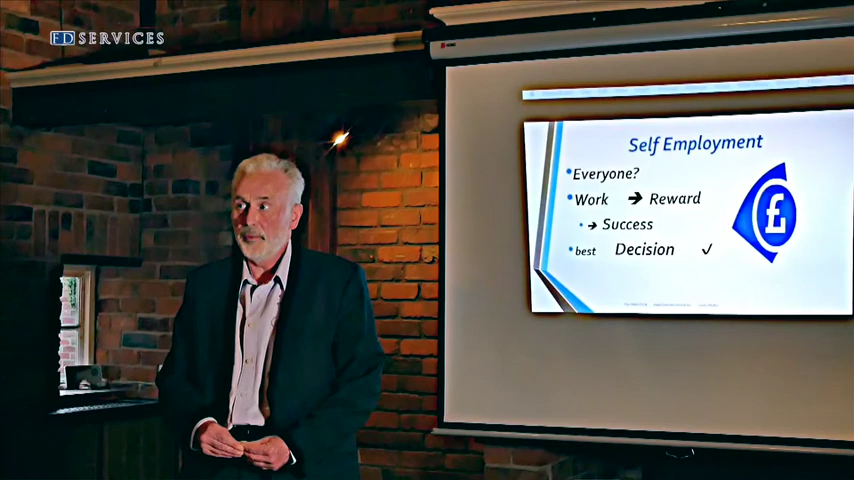 FD SERVICES
Self Employment
•Everyone?
•Work → Reward
•→ Success
•best Decision ✓
£